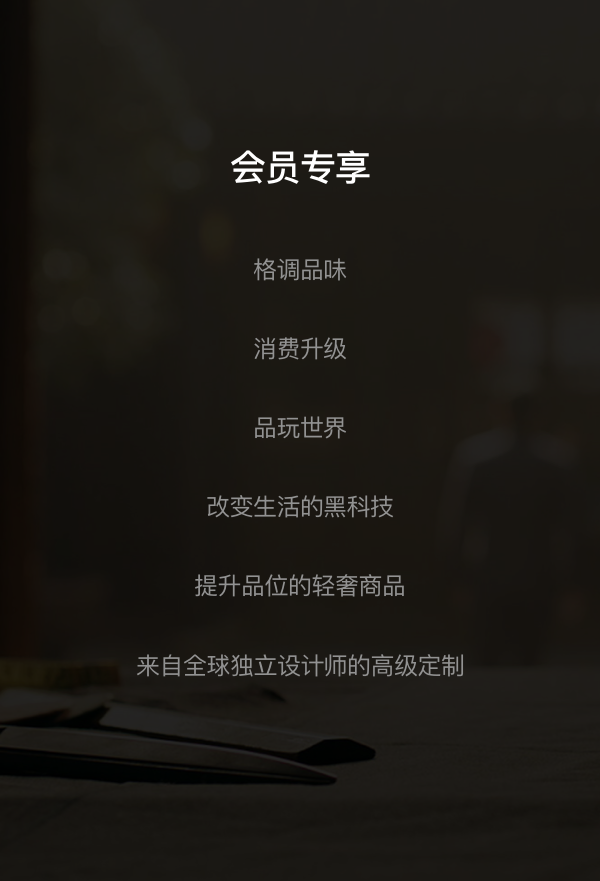 会员专享
格调品味
消费升级
品玩世界
改变生活的黑科技
提升品位的轻奢商品
来自全球独立设计师的高级定制